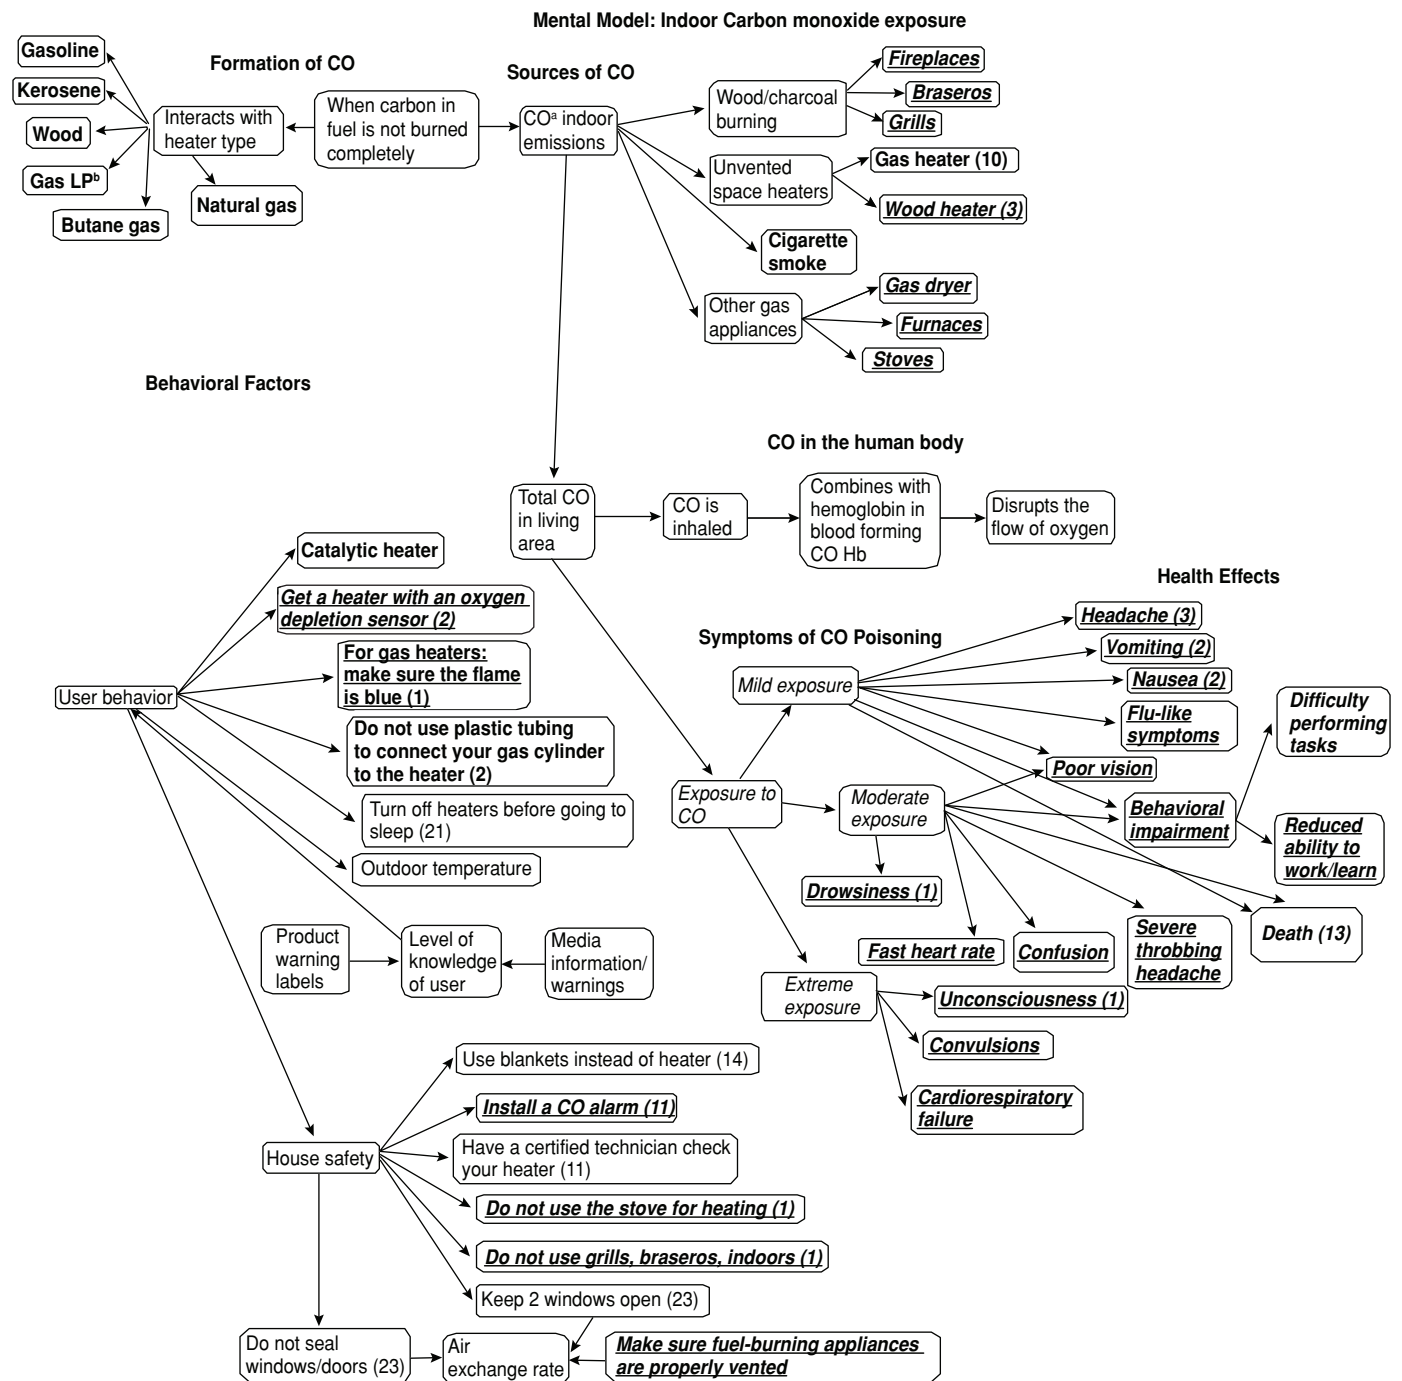 Mental Model: Indoor Carbon monoxide exposure
Formation of CO
Gasoline
Kerosene
Wood
Gas LPᵇ
Butane gas
Natural gas
Interacts with
heater type
When carbon in
fuel is not burned
completely
Sources of CO
COᵃ indoor
emissions
Wood/charcoal
burning
Fireplaces
Braseros
Grills
Unvented
space heaters
Gas heater (10)
Wood heater (3)
Cigarette
smoke
Other gas
appliances
Gas dryer
Furnaces
Stoves
Behavioral Factors
CO in the human body
Total CO
in living
area
CO is
inhaled
Combines with
hemoglobin in
blood forming
CO Hb
Disrupts the
flow of oxygen
User behavior
Catalytic heater
Get a heater with an oxygen
depletion sensor (2)
For gas heaters:
make sure the flame
is blue (1)
Do not use plastic tubing
to connect your gas cylinder
to the heater (2)
Turn off heaters before going to
sleep (21)
Outdoor temperature
Product
warning
labels
Level of
knowledge
of user
Media
information/
warnings
Health Effects
Symptoms of CO Poisoning
Exposure to
CO
Mild exposure
Headache (3)
Vomiting (2)
Nausea (2)
Flu-like
symptoms
Poor vision
Behavioral
impairment
Difficulty
performing
tasks
Reduced
ability to
work/learn
Moderate
exposure
Drowsiness (1)
Fast heart rate
Confusion
Severe
throbbing
headache
Death (13)
Extreme
exposure
Unconsciousness (1)
Convulsions
Cardiorespiratory
failure
House safety
Use blankets instead of heater (14)
Install a CO alarm (11)
Have a certified technician check
your heater (11)
Do not use the stove for heating (1)
Do not use grills, braseros, indoors (1)
Keep 2 windows open (23)
Do not seal
windows/doors (23)
Air
exchange rate
Make sure fuel-burning appliances
are properly vented